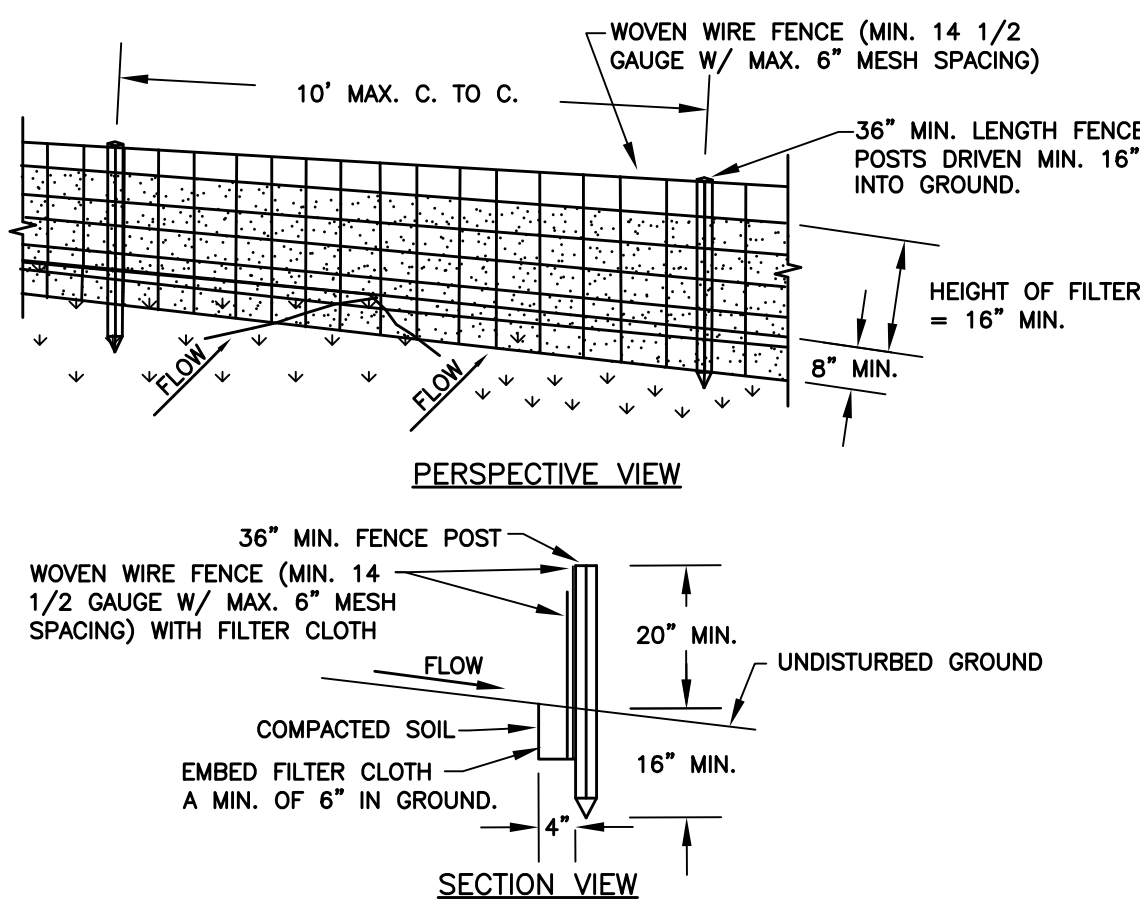 WOVEN WIRE FENCE (MIN. 14 1/2
GAUGE W/ MAX. 6" MESH SPACING)
10' MAX. C. TO C.
36" MIN. LENGTH FENCE
POSTS DRIVEN MIN. 16"
INTO GROUND.
HEIGHT OF FILTER
= 16" MIN.
8" MIN.
FLOW
FLOW
PERSPECTIVE VIEW
36" MIN. FENCE POST
WOVEN WIRE FENCE (MIN. 14
1/2 GAUGE W/ MAX. 6" MESH
SPACING) WITH FILTER CLOTH
20" MIN.
FLOW
UNDISTURBED GROUND
COMPACTED SOIL
16" MIN.
EMBED FILTER CLOTH
A MIN. OF 6" IN GROUND.
4"
SECTION VIEW